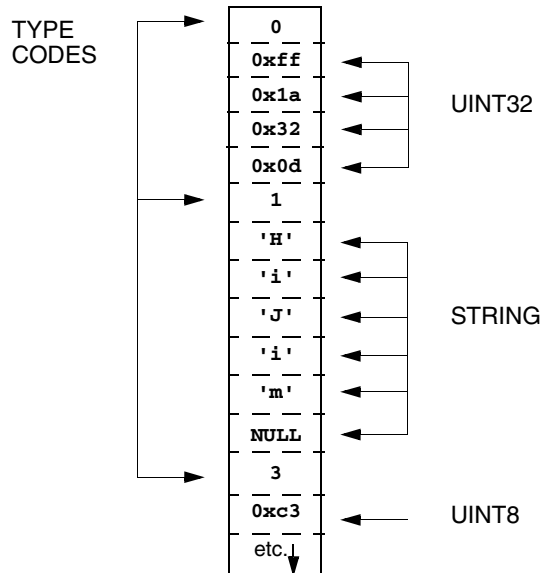 TYPE
CODES
0
0xff
0x1a
0x32
0x0d
UINT32
1
'H'
'i'
'J'
'i'
'm'
NULL
STRING
3
0xc3
UINT8
etc.